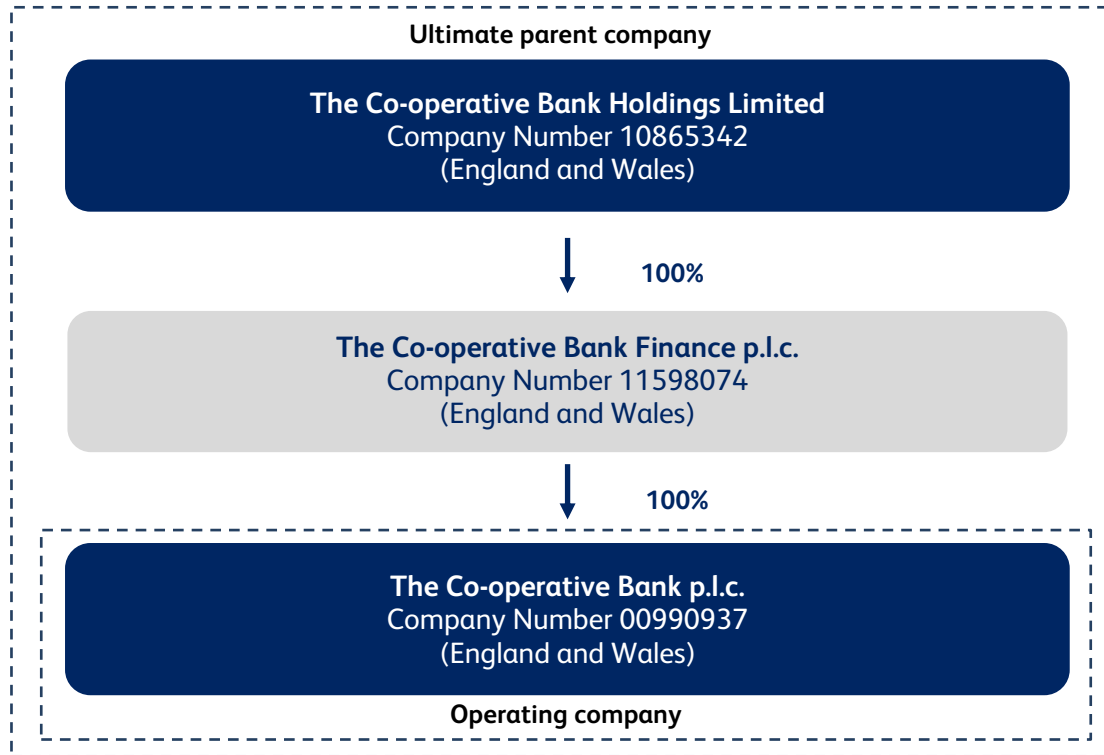 Ultimate parent company
The Co-operative Bank Holdings Limited
Company Number 10865342
(England and Wales)
100%
The Co-operative Bank Finance p.l.c.
Company Number 11598074
(England and Wales)
100%
The Co-operative Bank p.l.c.
Company Number 00990937
(England and Wales)
Operating company